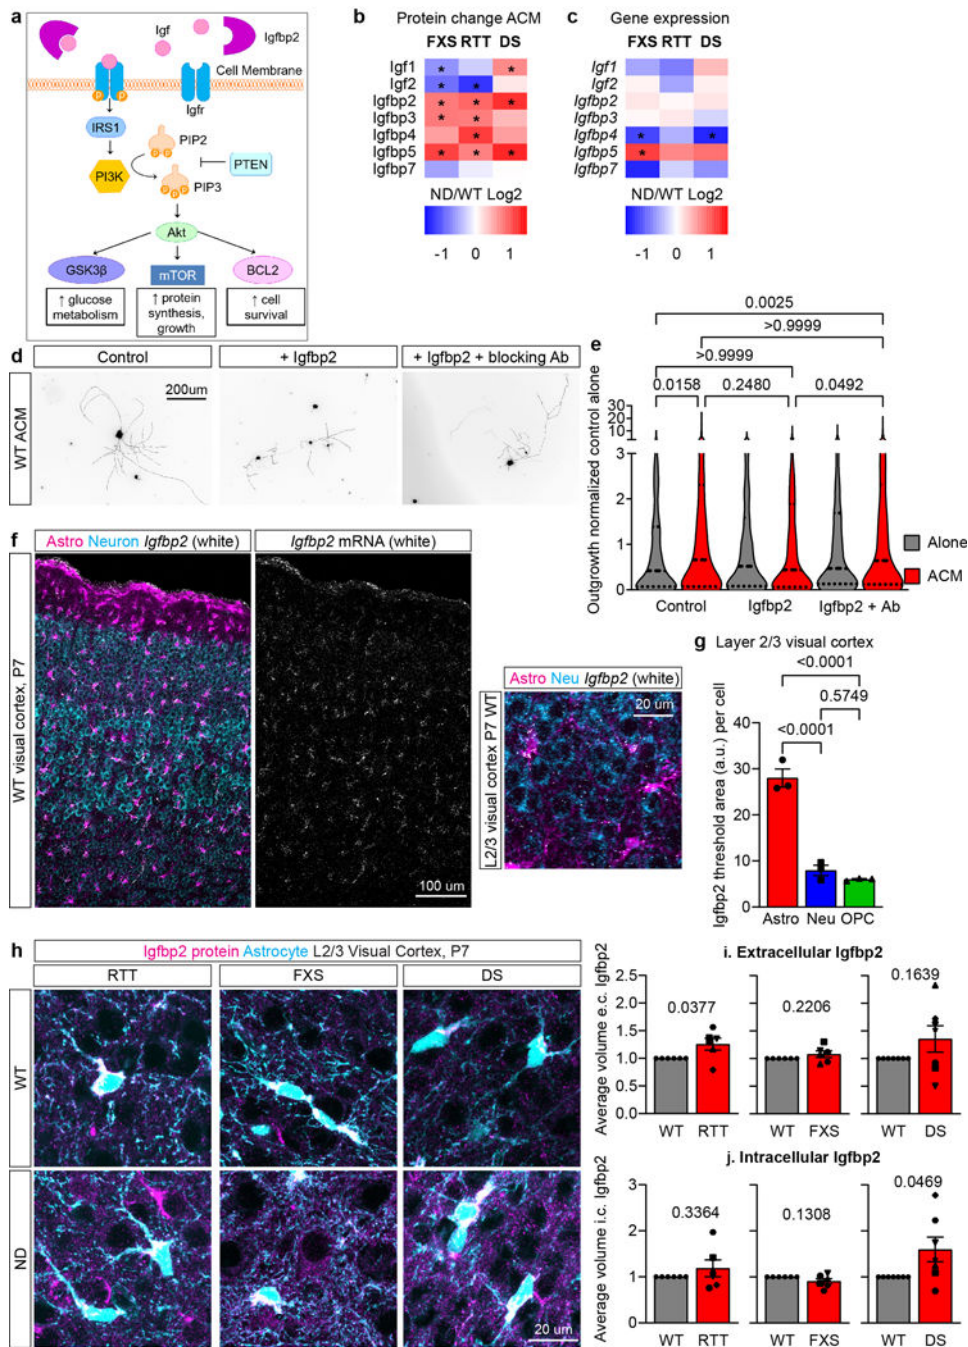 a
Igf
Igfbp2
Cell Membrane
P
P
Igfr
IRS1
PIP2
P P
PI3K
PTEN
PIP3
P P P
Akt
GSK3β
mTOR
BCL2
↑ glucose
metabolism
↑ protein
synthesis,
growth
↑ cell
survival
b
Protein change ACM
FXS RTT DS
Igf1 * *
Igf2 * *
Igfbp2 * * *
Igfbp3 * *
Igfbp4 *
Igfbp5 * * *
Igfbp7
ND/WT Log2
-1 0 1
c
Gene expression
FXS RTT DS
Igf1
Igf2
Igfbp2
Igfbp3
Igfbp4 * *
Igfbp5 *
Igfbp7
ND/WT Log2
-1 0 1
d
Control
+ Igfbp2
+ Igfbp2 + blocking Ab
WT ACM
200um
e
0.0025
>0.9999
>0.9999
0.0158
0.2480
0.0492
Outgrowth normalized control alone
30
20
10
3
2
1
0
Control
Igfbp2
Igfbp2 + Ab
Alone
ACM
f
Astro Neuron Igfbp2 (white)
Igfbp2 mRNA (white)
WT visual cortex, P7
100 um
Astro Neu Igfbp2 (white)
L2/3 visual cortex P7 WT
20 um
g
Layer 2/3 visual cortex
<0.0001
0.5749
<0.0001
Igfbp2 threshold area (a.u.) per cell
40
30
20
10
0
Astro Neu OPC
h
Igfbp2 protein Astrocyte L2/3 Visual Cortex, P7
RTT
FXS
DS
WT
ND
20 um
i. Extracellular Igfbp2
Average volume e.c. Igfbp2
2.5
2.0
1.5
1.0
0.5
0.0
0.0377
0.2206
0.1639
WT RTT
WT FXS
WT DS
j. Intracellular Igfbp2
Average volume i.c. Igfbp2
3
2
1
0
0.3364
0.1308
0.0469
WT RTT
WT FXS
WT DS